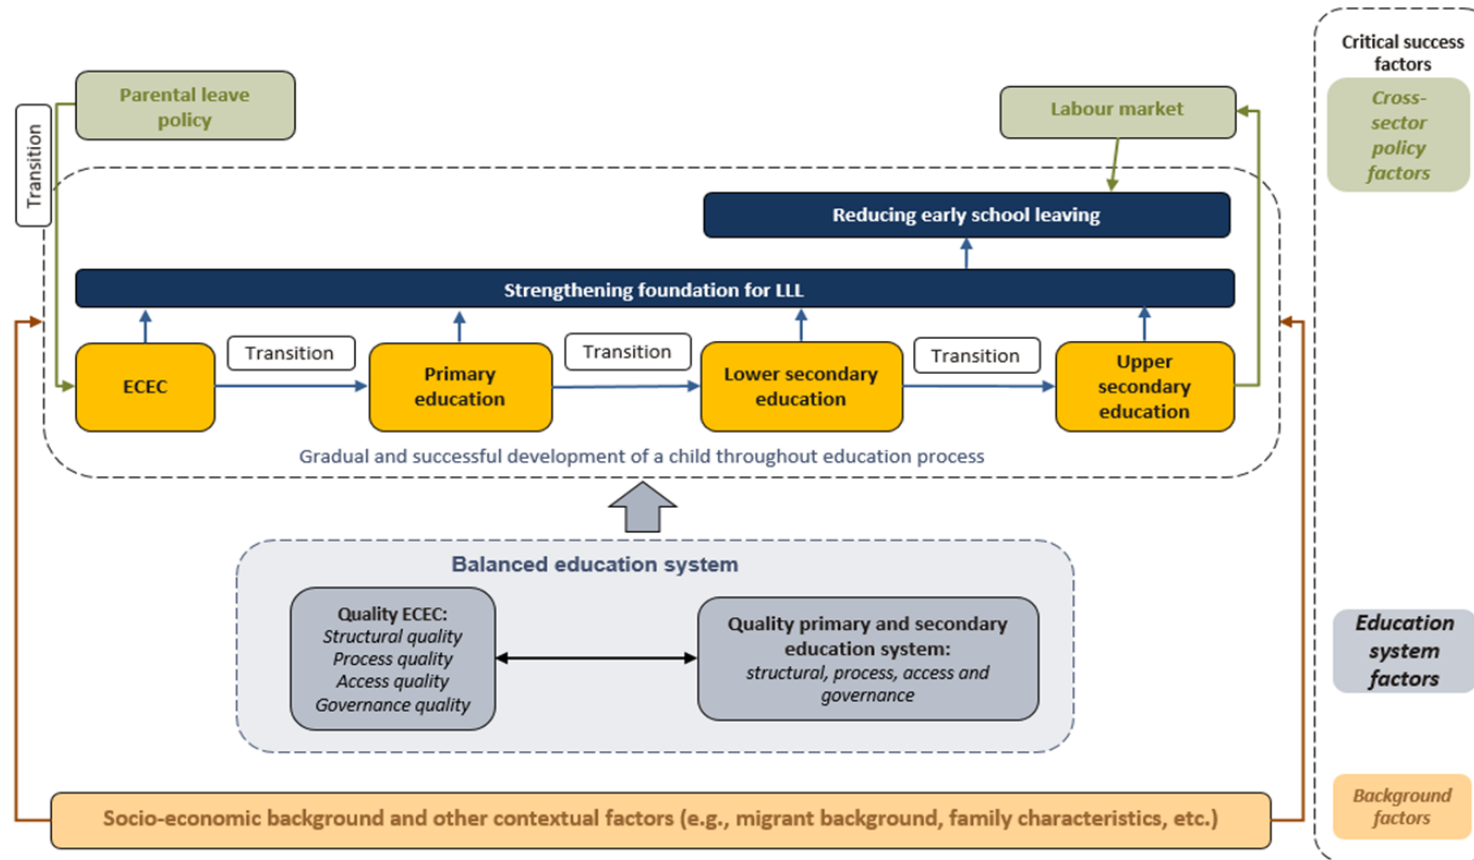 Critical success
factors
Parental leave
policy
Labour market
Cross-
sector
policy
factors
Transition
Reducing early school leaving
Strengthening foundation for LLL
Transition
Transition
Transition
ECEC
Primary
education
Lower secondary
education
Upper
secondary
education
Gradual and successful development of a child throughout education process
Balanced education system
Quality ECEC:
Structural quality
Process quality
Access quality
Governance quality
Quality primary and secondary
education system:
structural, process, access and
governance
Education
system
factors
Socio-economic background and other contextual factors (e.g., migrant background, family characteristics, etc.)
Background
factors